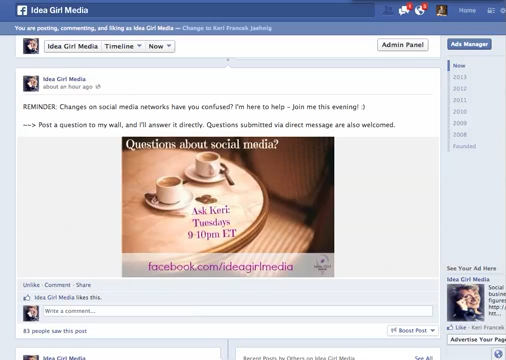 Idea Girl Media
Home
You are posting, commenting, and liking as Idea Girl Media — Change to Keri Francek Jaehnig
Idea Girl Media Timeline Now
Admin Panel
Ads Manager
Now
2013
2012
2011
2010
2009
2008
Founded
Idea Girl Media
about an hour ago
REMINDER: Changes on social media networks have you confused? I'm here to help - Join me this evening! :)
~~> Post a question to my wall, and I'll answer it directly. Questions submitted via direct message are also welcomed.
Questions about social media?
Ask Keri:
Tuesdays
9-10pm ET
facebook.com/ideagirlmedia
Unlike · Comment · Share
Idea Girl Media likes this.
Write a comment...
83 people saw this post
Boost Post
See Your Ad Here
Idea Girl Media
Social
busine
figures
http:/
htt...
Like · Keri Francek
Advertise Your Page
Idea Girl Media
Recent Posts by Others on Idea Girl Media
See All